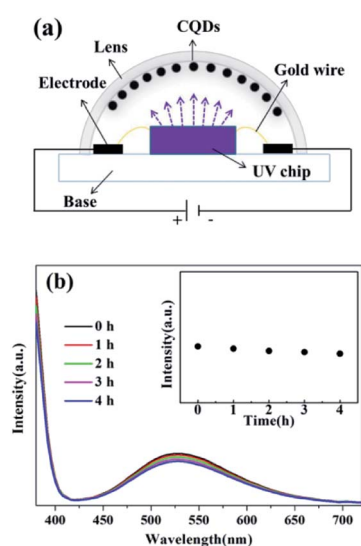 (a)
CQDs
Lens
Electrode
Gold wire
UV chip
Base
+ -
(b)
0 h
1 h
2 h
3 h
4 h
Intensity(a.u.)
Intensity(a.u.)
0 1 2 3 4
Time(h)
400 450 500 550 600 650 700
Wavelength(nm)